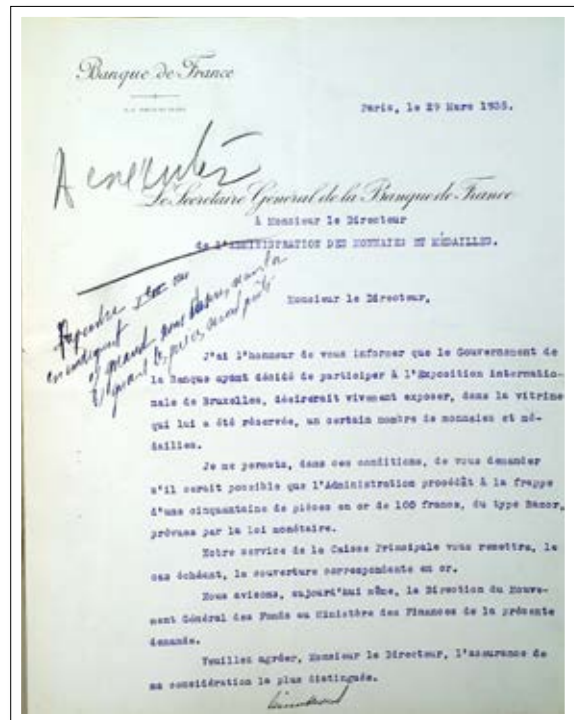 Banque de France
Paris, le 29 Mars 1935.
A exécuter
Le Secrétaire Général de la Banque de France
À Monsieur le Directeur
de l'ADMINISTRATION DES MONNAIES ET MÉDAILLES.
Répondre
en indiquant
Monsieur le Directeur,
J'ai l'honneur de vous informer que le Gouvernement de
la Banque ayant décidé de participer à l'Exposition internatio-
nale de Bruxelles, désirerait vivement exposer, dans la vitrine
qui lui a été réservée, un certain nombre de monnaies et mé-
dailles.
Je me permets, dans ces conditions, de vous demander
s'il serait possible que l'Administration procédât à la frappe
d'une cinquantaine de pièces en or de 100 francs, du type Bazor,
prévues par la loi monétaire.
Notre service de la Caisse Principale vous remettra, le
cas échéant, la couverture correspondante en or.
Nous avisons, aujourd'hui même, la Direction du Mouve-
ment Général des Fonds au Ministère des Finances de la présente
demande.
Veuillez agréer, Monsieur le Directeur, l'assurance de
ma considération la plus distinguée.